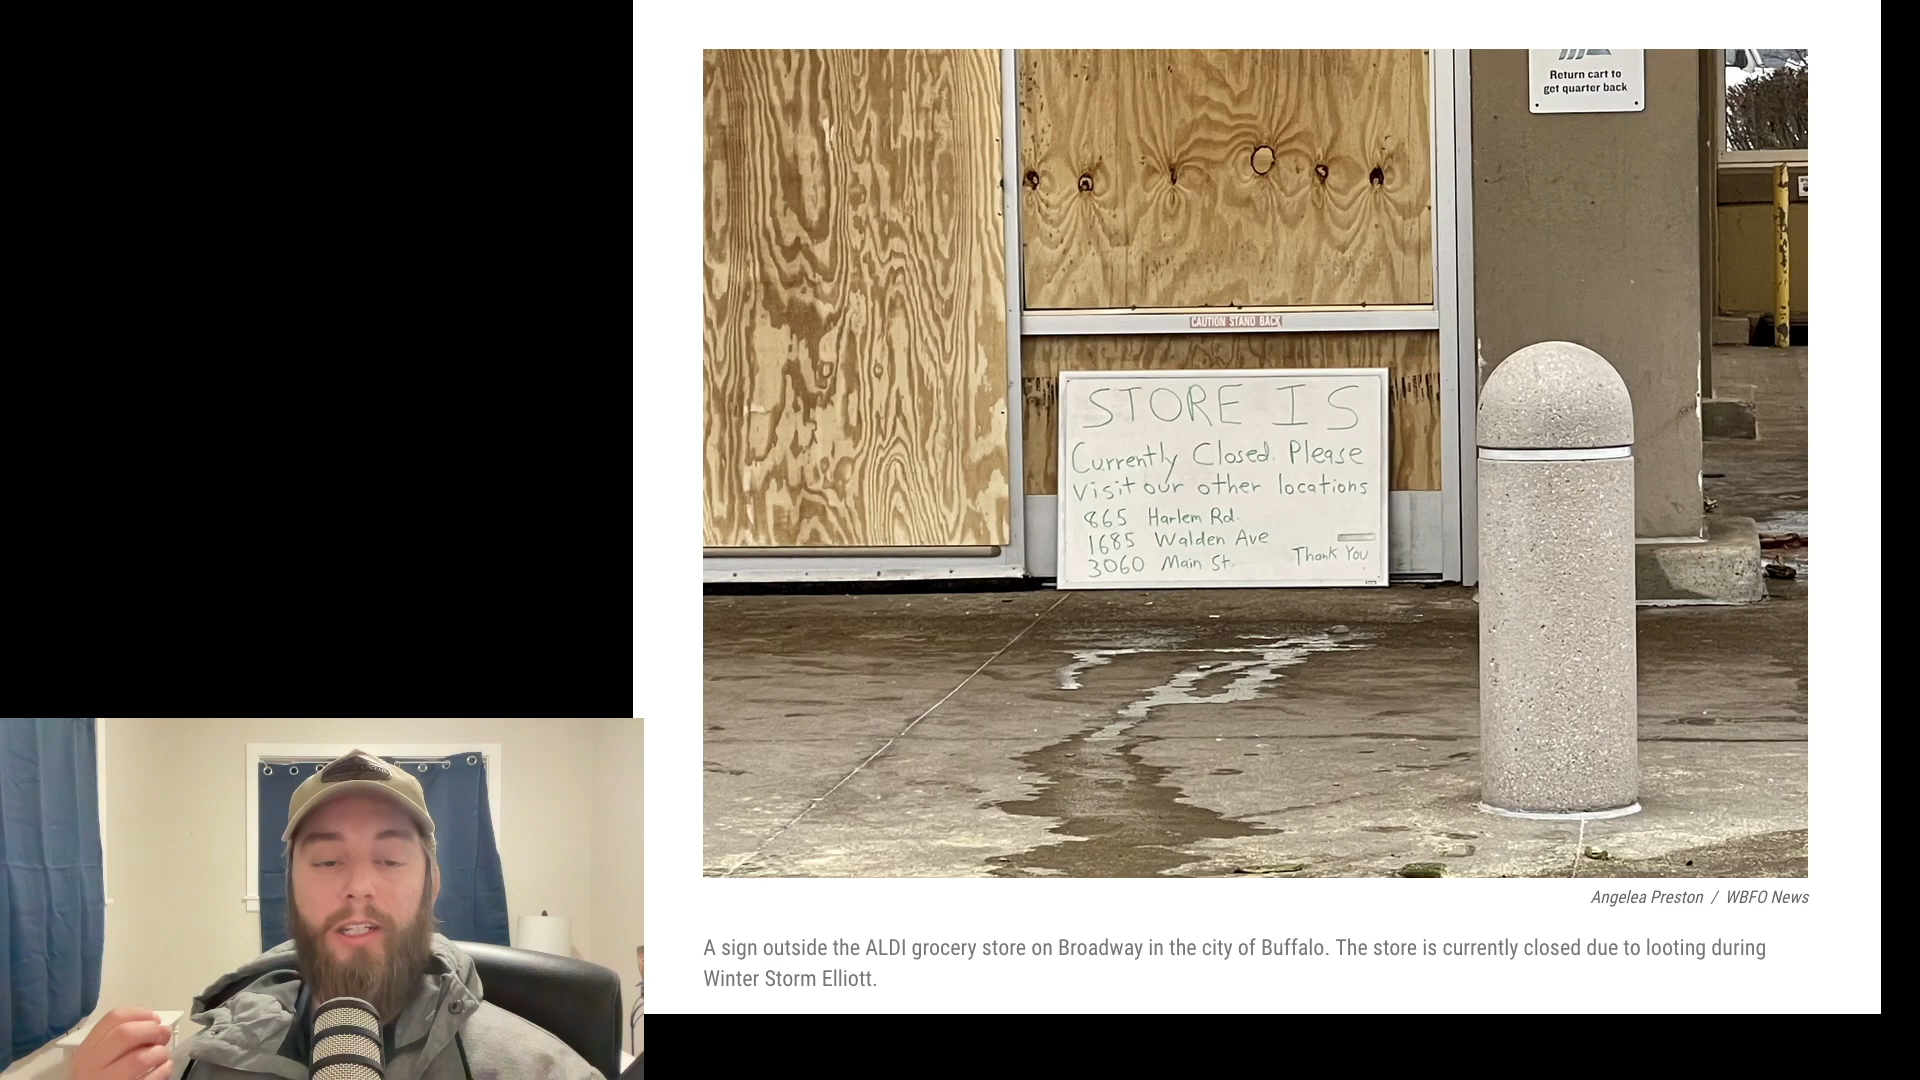 Return cart to
get quarter back
CAUTION STAND BACK
STORE IS
Currently Closed. Please
visit our other locations
865 Harlem Rd.
1685 Walden Ave
3060 Main St.
Thank You
Angelea Preston / WBFO News
A sign outside the ALDI grocery store on Broadway in the city of Buffalo. The store is currently closed due to looting during
Winter Storm Elliott.